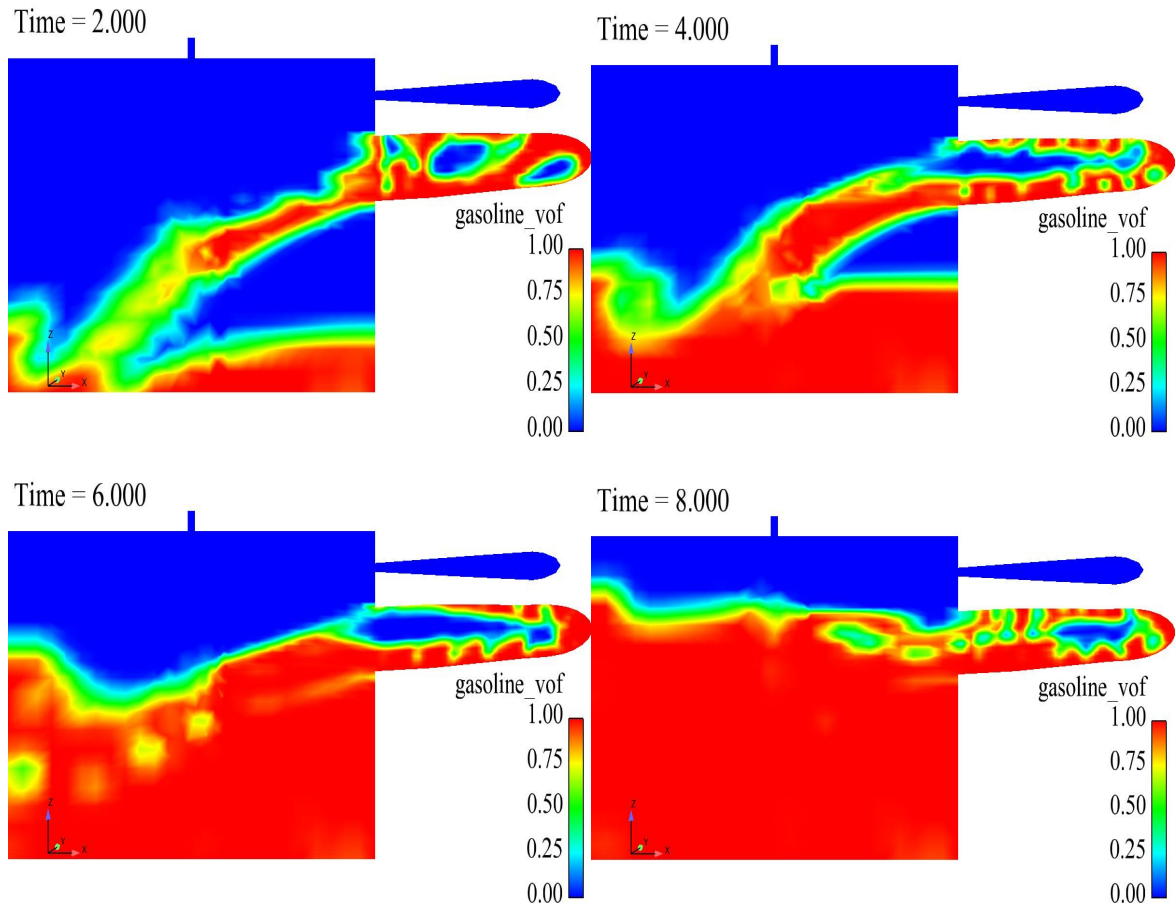 Time = 2.000
gasoline_vof
1.00
0.75
0.50
0.25
0.00
Z
Y
X
Time = 4.000
gasoline_vof
1.00
0.75
0.50
0.25
0.00
Z
Y
X
Time = 6.000
gasoline_vof
1.00
0.75
0.50
0.25
0.00
Z
Y
X
Time = 8.000
gasoline_vof
1.00
0.75
0.50
0.25
0.00
Z
Y
X